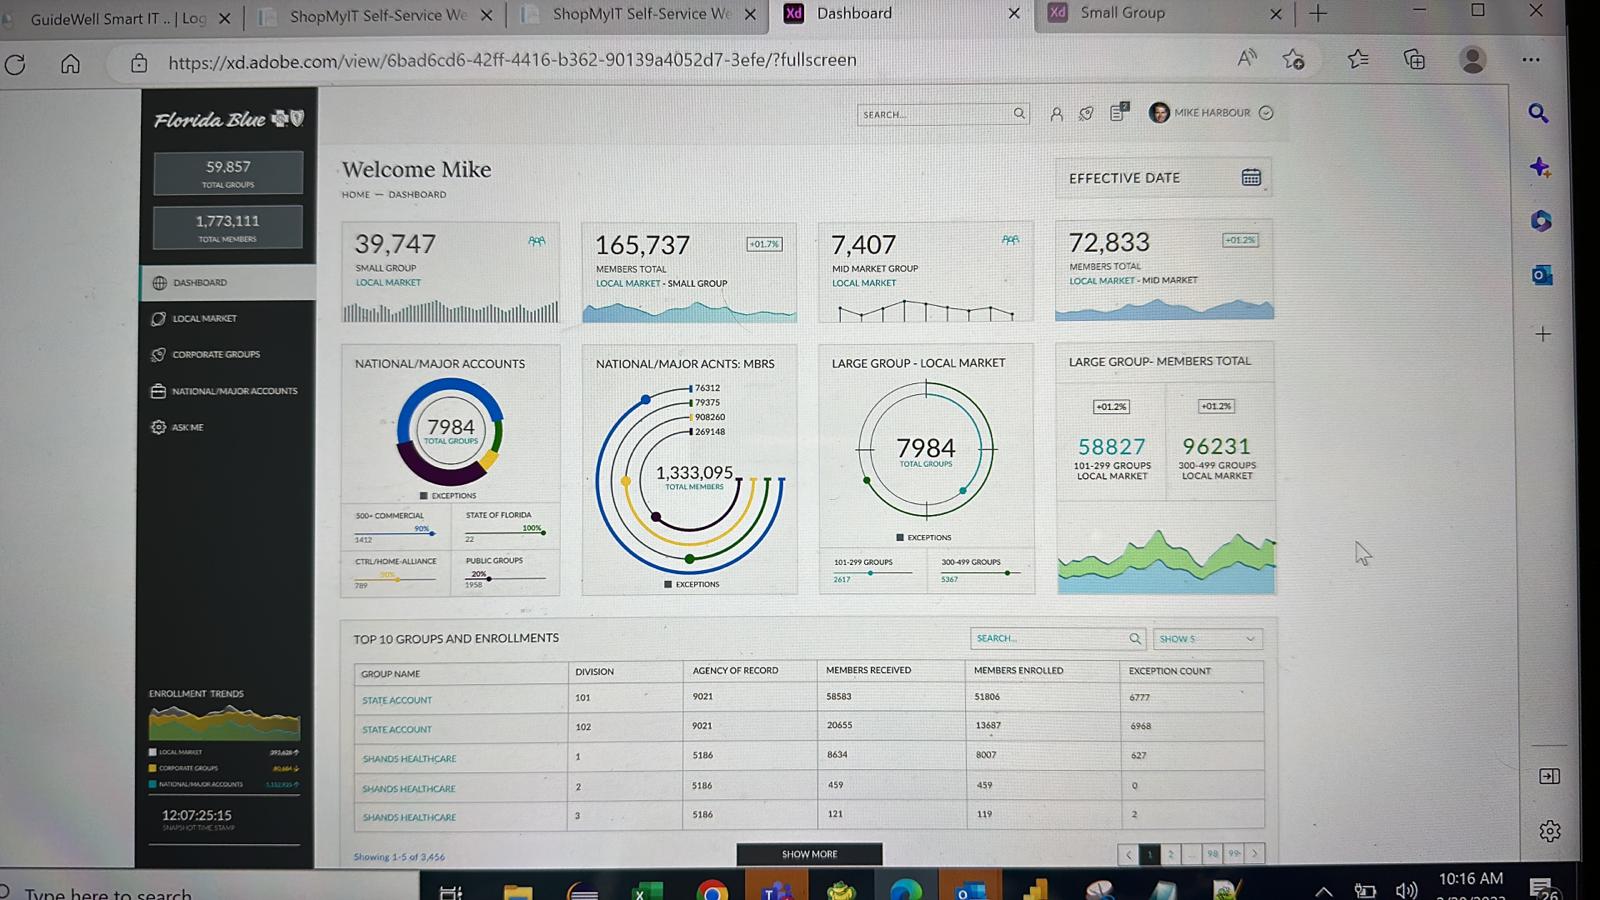 GuideWell Smart IT .. | Log
ShopMyIT Self-Service We
ShopMyIT Self-Service We
Xd Dashboard
Xd Small Group
https://xd.adobe.com/view/6bad6cd6-42ff-4416-b362-90139a4052d7-3efe/?fullscreen
Florida Blue
59,857
TOTAL GROUPS
1,773,111
TOTAL MEMBERS
DASHBOARD
LOCAL MARKET
CORPORATE GROUPS
NATIONAL/MAJOR ACCOUNTS
ASK ME
ENROLLMENT TRENDS
LOCAL MARKET
CORPORATE GROUPS
NATIONAL/MAJOR ACCOUNTS
12:07:25:15
SNAPSHOT TIME STAMP
SEARCH...
2
MIKE HARBOUR
Welcome Mike
HOME — DASHBOARD
EFFECTIVE DATE
39,747
SMALL GROUP
LOCAL MARKET
165,737
+01.7%
MEMBERS TOTAL
LOCAL MARKET - SMALL GROUP
7,407
MID MARKET GROUP
LOCAL MARKET
72,833
+01.2%
MEMBERS TOTAL
LOCAL MARKET - MID MARKET
NATIONAL/MAJOR ACCOUNTS
7984
TOTAL GROUPS
EXCEPTIONS
500+ COMMERCIAL
90%
1412
STATE OF FLORIDA
100%
22
CTRL/HOME-ALLIANCE
789
PUBLIC GROUPS
20%
1958
NATIONAL/MAJOR ACNTS: MBRS
76312
79375
908260
269148
1,333,095
TOTAL MEMBERS
EXCEPTIONS
LARGE GROUP - LOCAL MARKET
7984
TOTAL GROUPS
EXCEPTIONS
101-299 GROUPS
2617
300-499 GROUPS
5367
LARGE GROUP- MEMBERS TOTAL
+01.2%
+01.2%
58827
101-299 GROUPS
LOCAL MARKET
96231
300-499 GROUPS
LOCAL MARKET
TOP 10 GROUPS AND ENROLLMENTS
SEARCH...
SHOW 5
GROUP NAME DIVISION AGENCY OF RECORD MEMBERS RECEIVED MEMBERS ENROLLED EXCEPTION COUNT
STATE ACCOUNT 101 9021 58583 51806 6777
STATE ACCOUNT 102 9021 20655 13687 6968
SHANDS HEALTHCARE 1 5186 8634 8007 627
SHANDS HEALTHCARE 2 5186 459 459 0
SHANDS HEALTHCARE 3 5186 121 119 2
Showing 1-5 of 3,456
SHOW MORE
1 2 ... 98 99
Type here to search
10:16 AM
26